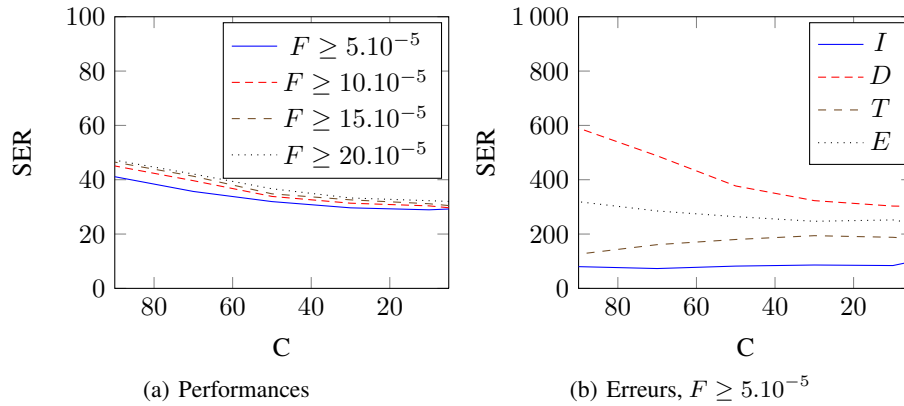 100
80
60
40
20
0
SER
80
60
40
20
C
F ≥ 5.10⁻⁵
F ≥ 10.10⁻⁵
F ≥ 15.10⁻⁵
F ≥ 20.10⁻⁵
(a) Performances
1 000
800
600
400
200
0
SER
80
60
40
20
C
I
D
T
E
(b) Erreurs, F ≥ 5.10⁻⁵